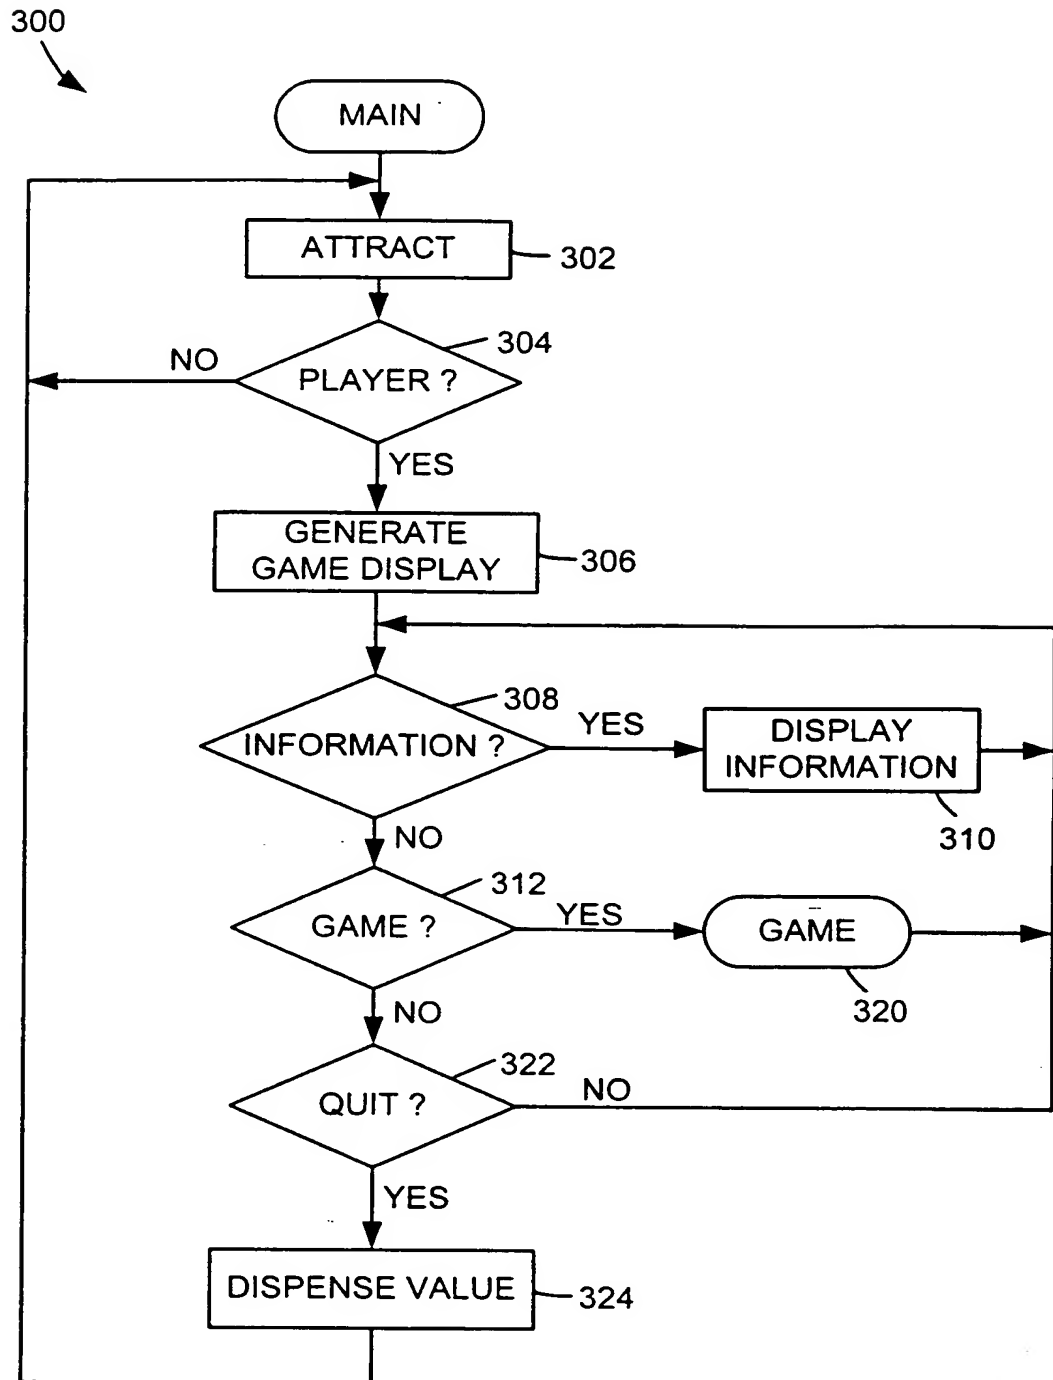 300
MAIN
ATTRACT
302
304
NO
PLAYER ?
YES
GENERATE
GAME DISPLAY
306
308
INFORMATION ?
YES
DISPLAY
INFORMATION
310
NO
312
GAME ?
YES
GAME
320
NO
322
QUIT ?
NO
YES
DISPENSE VALUE
324